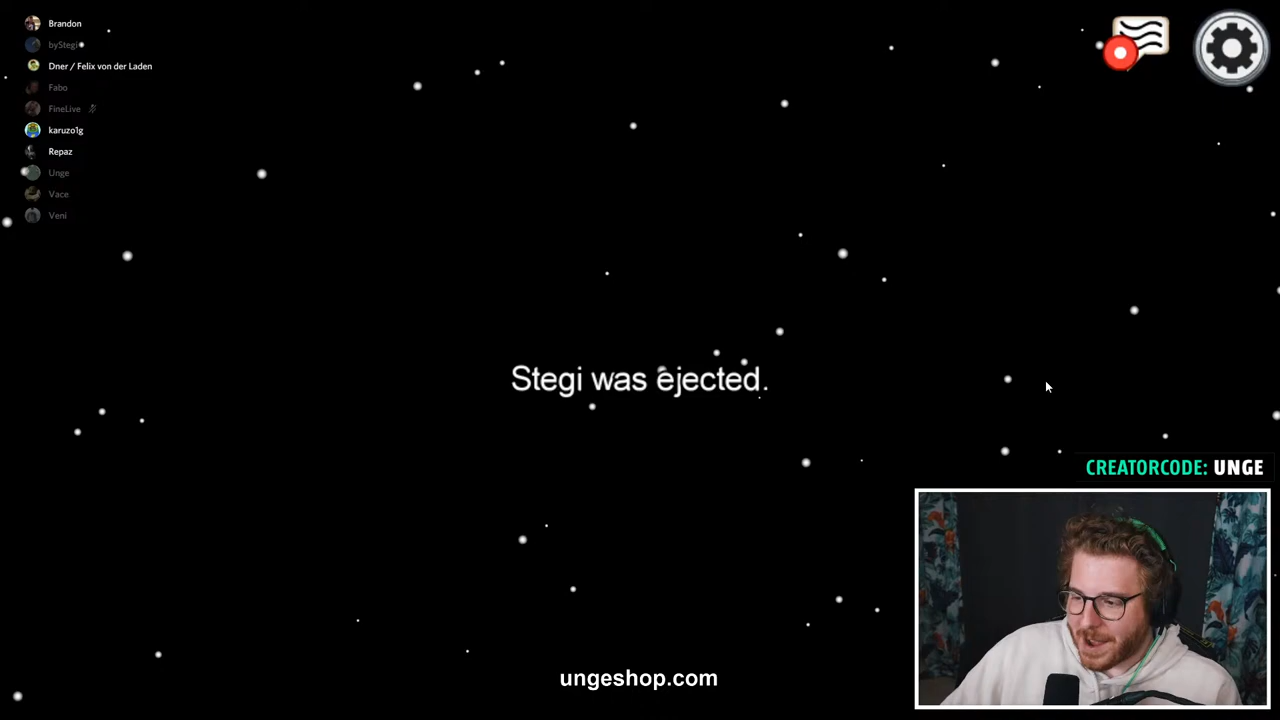 Brandon
byStegi
Dner / Felix von der Laden
Fabo
FineLive
karuzo1g
Repaz
Unge
Vace
Veni
Stegi was ejected.
CREATORCODE: UNGE
ungeshop.com